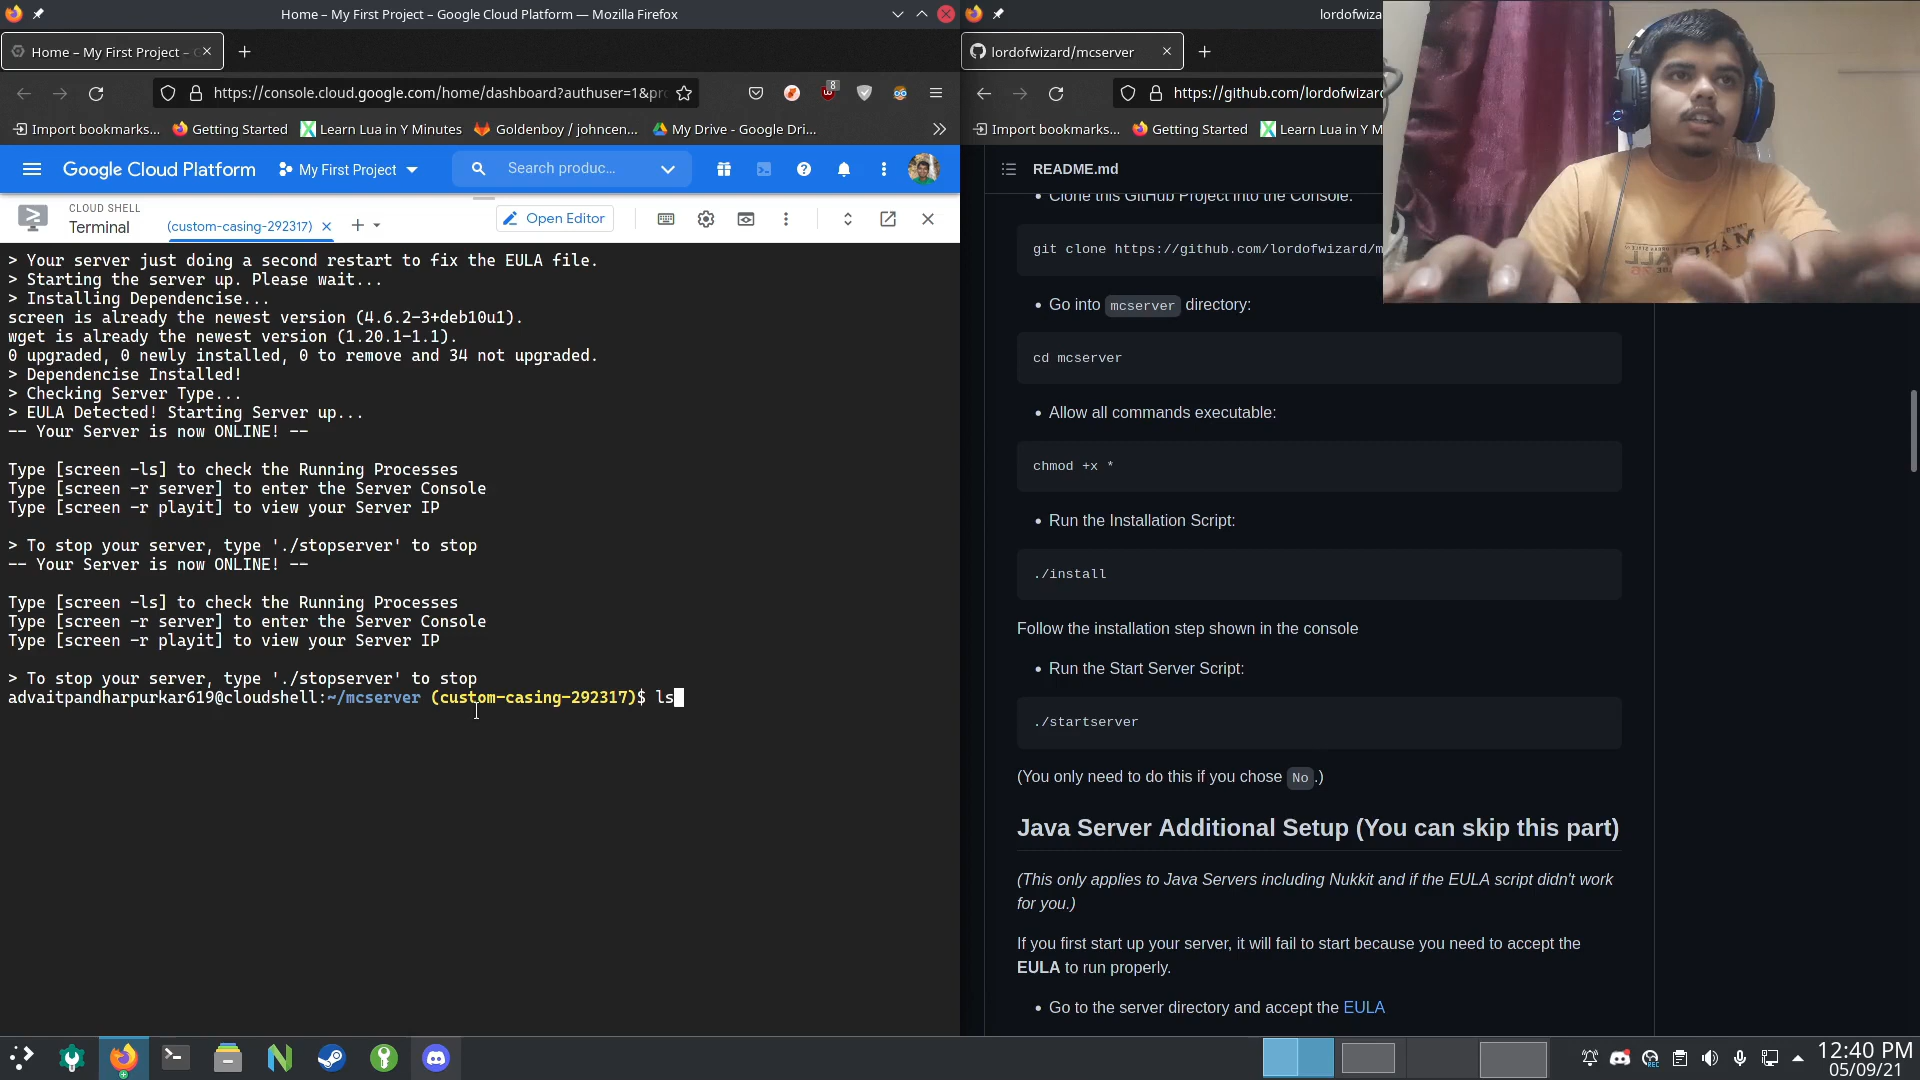 Home – My First Project – Google Cloud Platform — Mozilla Firefox
Home – My First Project –
https://console.cloud.google.com/home/dashboard?authuser=1&pr
8
Import bookmarks...
Getting Started
Learn Lua in Y Minutes
Goldenboy / johncen...
My Drive - Google Dri...
Google Cloud Platform
My First Project
Search produc...
CLOUD SHELL
Terminal
(custom-casing-292317)
Open Editor
> Your server just doing a second restart to fix the EULA file.
> Starting the server up. Please wait...
> Installing Dependencise...
screen is already the newest version (4.6.2-3+deb10u1).
wget is already the newest version (1.20.1-1.1).
0 upgraded, 0 newly installed, 0 to remove and 34 not upgraded.
> Dependencise Installed!
> Checking Server Type...
> EULA Detected! Starting Server up...
-- Your Server is now ONLINE! --
Type [screen -ls] to check the Running Processes
Type [screen -r server] to enter the Server Console
Type [screen -r playit] to view your Server IP
> To stop your server, type './stopserver' to stop
-- Your Server is now ONLINE! --
Type [screen -ls] to check the Running Processes
Type [screen -r server] to enter the Server Console
Type [screen -r playit] to view your Server IP
> To stop your server, type './stopserver' to stop
advaitpandharpurkar619@cloudshell:~/mcserver (custom-casing-292317)$ ls
lordofwiza
lordofwizard/mcserver
https://github.com/lordofwizard
Import bookmarks...
Getting Started
Learn Lua in Y M
README.md
• Clone this GitHub Project into the Console:
git clone https://github.com/lordofwizard/m
• Go into mcserver directory:
cd mcserver
• Allow all commands executable:
chmod +x *
• Run the Installation Script:
./install
Follow the installation step shown in the console
• Run the Start Server Script:
./startserver
(You only need to do this if you chose No.)
Java Server Additional Setup (You can skip this part)
(This only applies to Java Servers including Nukkit and if the EULA script didn't work
for you.)
If you first start up your server, it will fail to start because you need to accept the
EULA to run properly.
• Go to the server directory and accept the EULA
12:40 PM
05/09/21